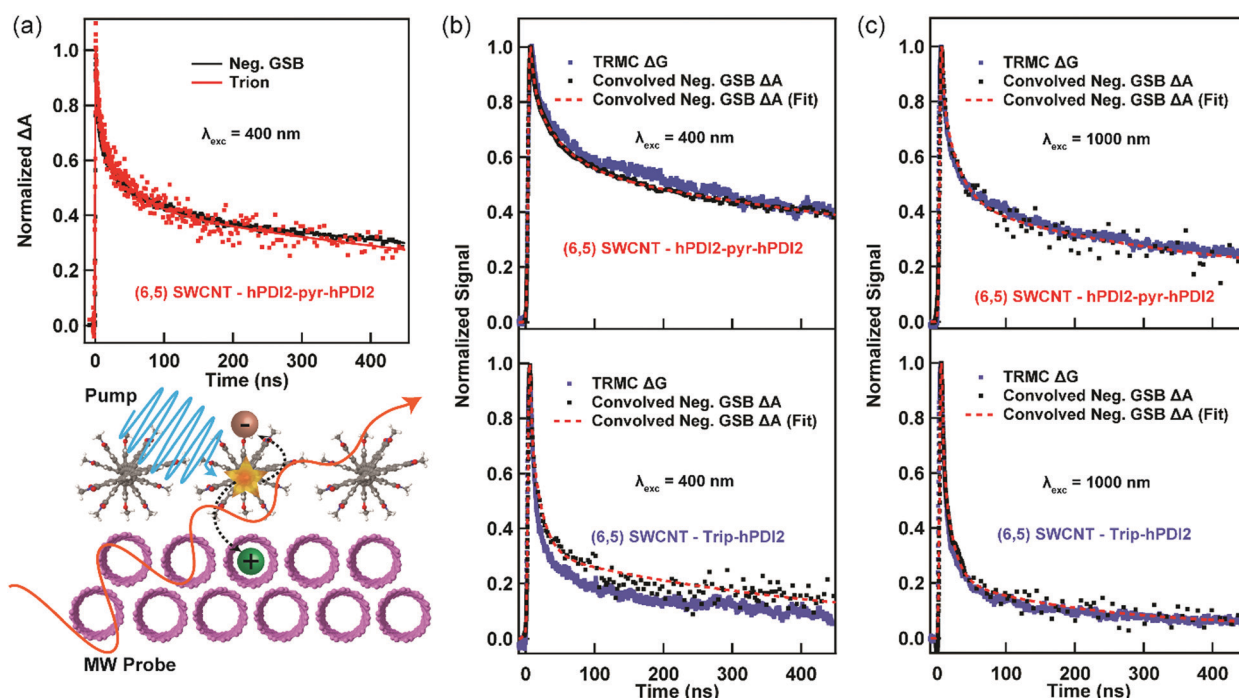 (a)
Normalized ΔA
1.0
0.8
0.6
0.4
0.2
0.0
Neg. GSB
Trion
λexc = 400 nm
(6,5) SWCNT - hPDI2-pyr-hPDI2
0
100
200
300
400
Time (ns)
Pump
-
+
MW Probe
(b)
Normalized Signal
1.0
0.8
0.6
0.4
0.2
0.0
TRMC ΔG
Convolved Neg. GSB ΔA
Convolved Neg. GSB ΔA (Fit)
λexc = 400 nm
(6,5) SWCNT - hPDI2-pyr-hPDI2
1.0
0.8
0.6
0.4
0.2
0.0
TRMC ΔG
Convolved Neg. GSB ΔA
Convolved Neg. GSB ΔA (Fit)
λexc = 400 nm
(6,5) SWCNT - Trip-hPDI2
0
100
200
300
400
Time (ns)
(c)
Normalized Signal
1.0
0.8
0.6
0.4
0.2
0.0
TRMC ΔG
Convolved Neg. GSB ΔA
Convolved Neg. GSB ΔA (Fit)
λexc = 1000 nm
(6,5) SWCNT - hPDI2-pyr-hPDI2
1.0
0.8
0.6
0.4
0.2
0.0
TRMC ΔG
Convolved Neg. GSB ΔA
Convolved Neg. GSB ΔA (Fit)
λexc = 1000 nm
(6,5) SWCNT - Trip-hPDI2
0
100
200
300
400
Time (ns)